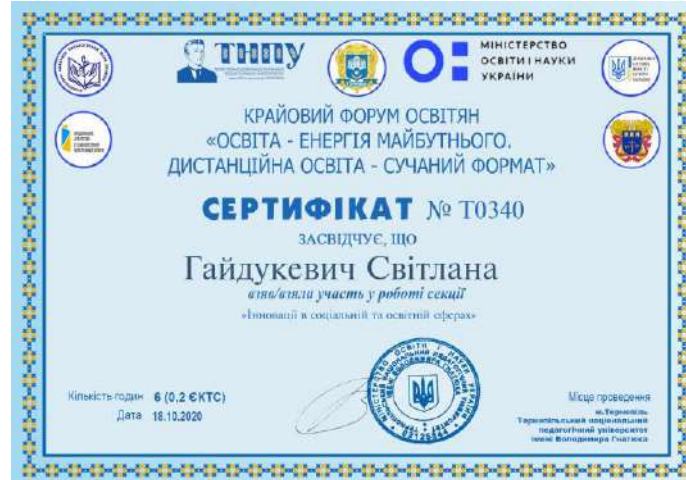 ТНПУ
МІНІСТЕРСТВО
ОСВІТИ І НАУКИ
УКРАЇНИ
КРАЙОВИЙ ФОРУМ ОСВІТЯН
«ОСВІТА - ЕНЕРГІЯ МАЙБУТНЬОГО.
ДИСТАНЦІЙНА ОСВІТА - СУЧАНИЙ ФОРМАТ»
СЕРТИФІКАТ № Т0340
ЗАСВІДЧУЄ, ЩО
Гайдукевич Світлана
взяв/взяла участь у роботі секції
«Інновації в соціальній та освітній сферах»
Кількість годин 6 (0,2 ЄКТС)
Дата 18.10.2020
Місце проведення
м.Тернопіль
Тернопільський національний
педагогічний університет
імені Володимира Гнатюка